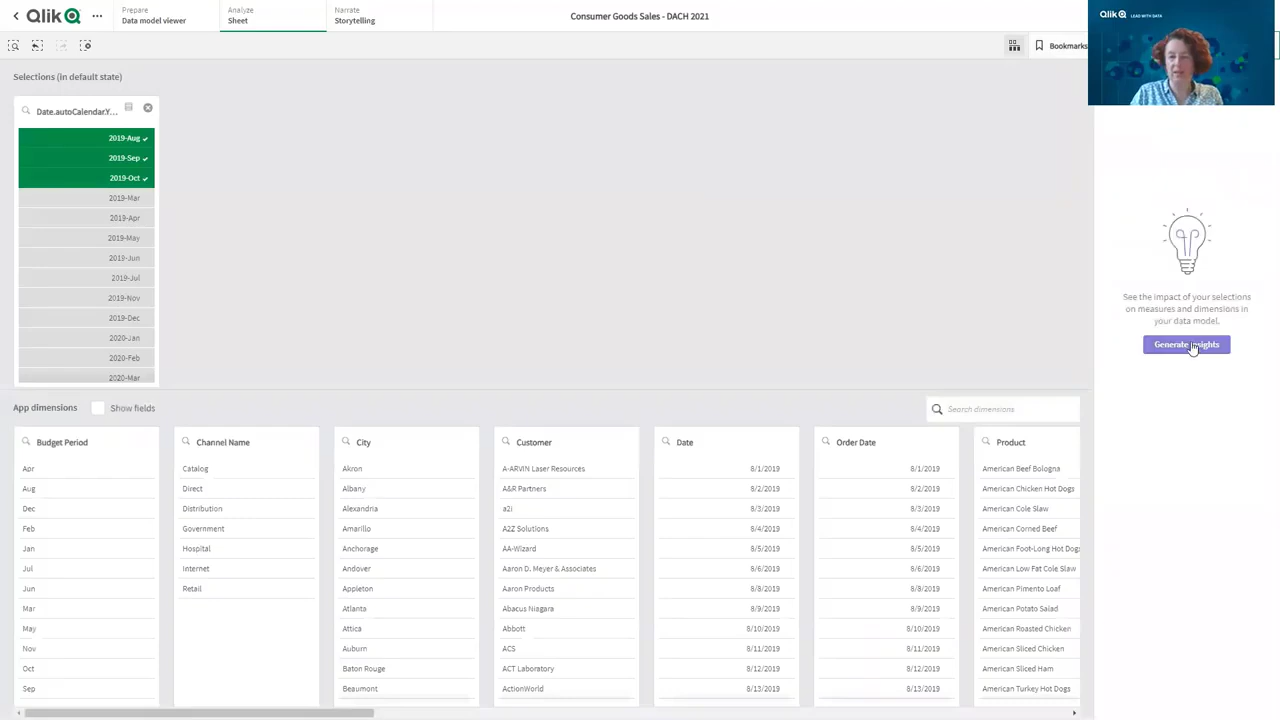 Qlik
Prepare
Data model viewer
Analyze
Sheet
Narrate
Storytelling
Consumer Goods Sales - DACH 2021
Bookmarks
Qlik LEAD WITH DATA
Selections (in default state)
Date.autoCalendar.Y...
2019-Aug
2019-Sep
2019-Oct
2019-Mar
2019-Apr
2019-May
2019-Jun
2019-Jul
2019-Nov
2019-Dec
2020-Jan
2020-Feb
2020-Mar
See the impact of your selections
on measures and dimensions in
your data model.
Generate insights
App dimensions
Show fields
Search dimensions
Budget Period
Apr
Aug
Dec
Feb
Jan
Jul
Jun
Mar
May
Nov
Oct
Sep
Channel Name
Catalog
Direct
Distribution
Government
Hospital
Internet
Retail
City
Akron
Albany
Alexandria
Amarillo
Anchorage
Andover
Appleton
Atlanta
Attica
Auburn
Baton Rouge
Beaumont
Customer
A-ARVIN Laser Resources
A&R Partners
a2i
A2Z Solutions
AA-Wizard
Aaron D. Meyer & Associates
Aaron Products
Abacus Niagara
Abbott
ACS
ACT Laboratory
ActionWorld
Date
8/1/2019
8/2/2019
8/3/2019
8/4/2019
8/5/2019
8/6/2019
8/8/2019
8/9/2019
8/10/2019
8/11/2019
8/12/2019
8/13/2019
Order Date
8/1/2019
8/2/2019
8/3/2019
8/4/2019
8/5/2019
8/6/2019
8/8/2019
8/9/2019
8/10/2019
8/11/2019
8/12/2019
8/13/2019
Product
American Beef Bologna
American Chicken Hot Dogs
American Cole Slaw
American Corned Beef
American Foot-Long Hot Dogs
American Low Fat Cole Slaw
American Pimento Loaf
American Potato Salad
American Roasted Chicken
American Sliced Chicken
American Sliced Ham
American Turkey Hot Dogs